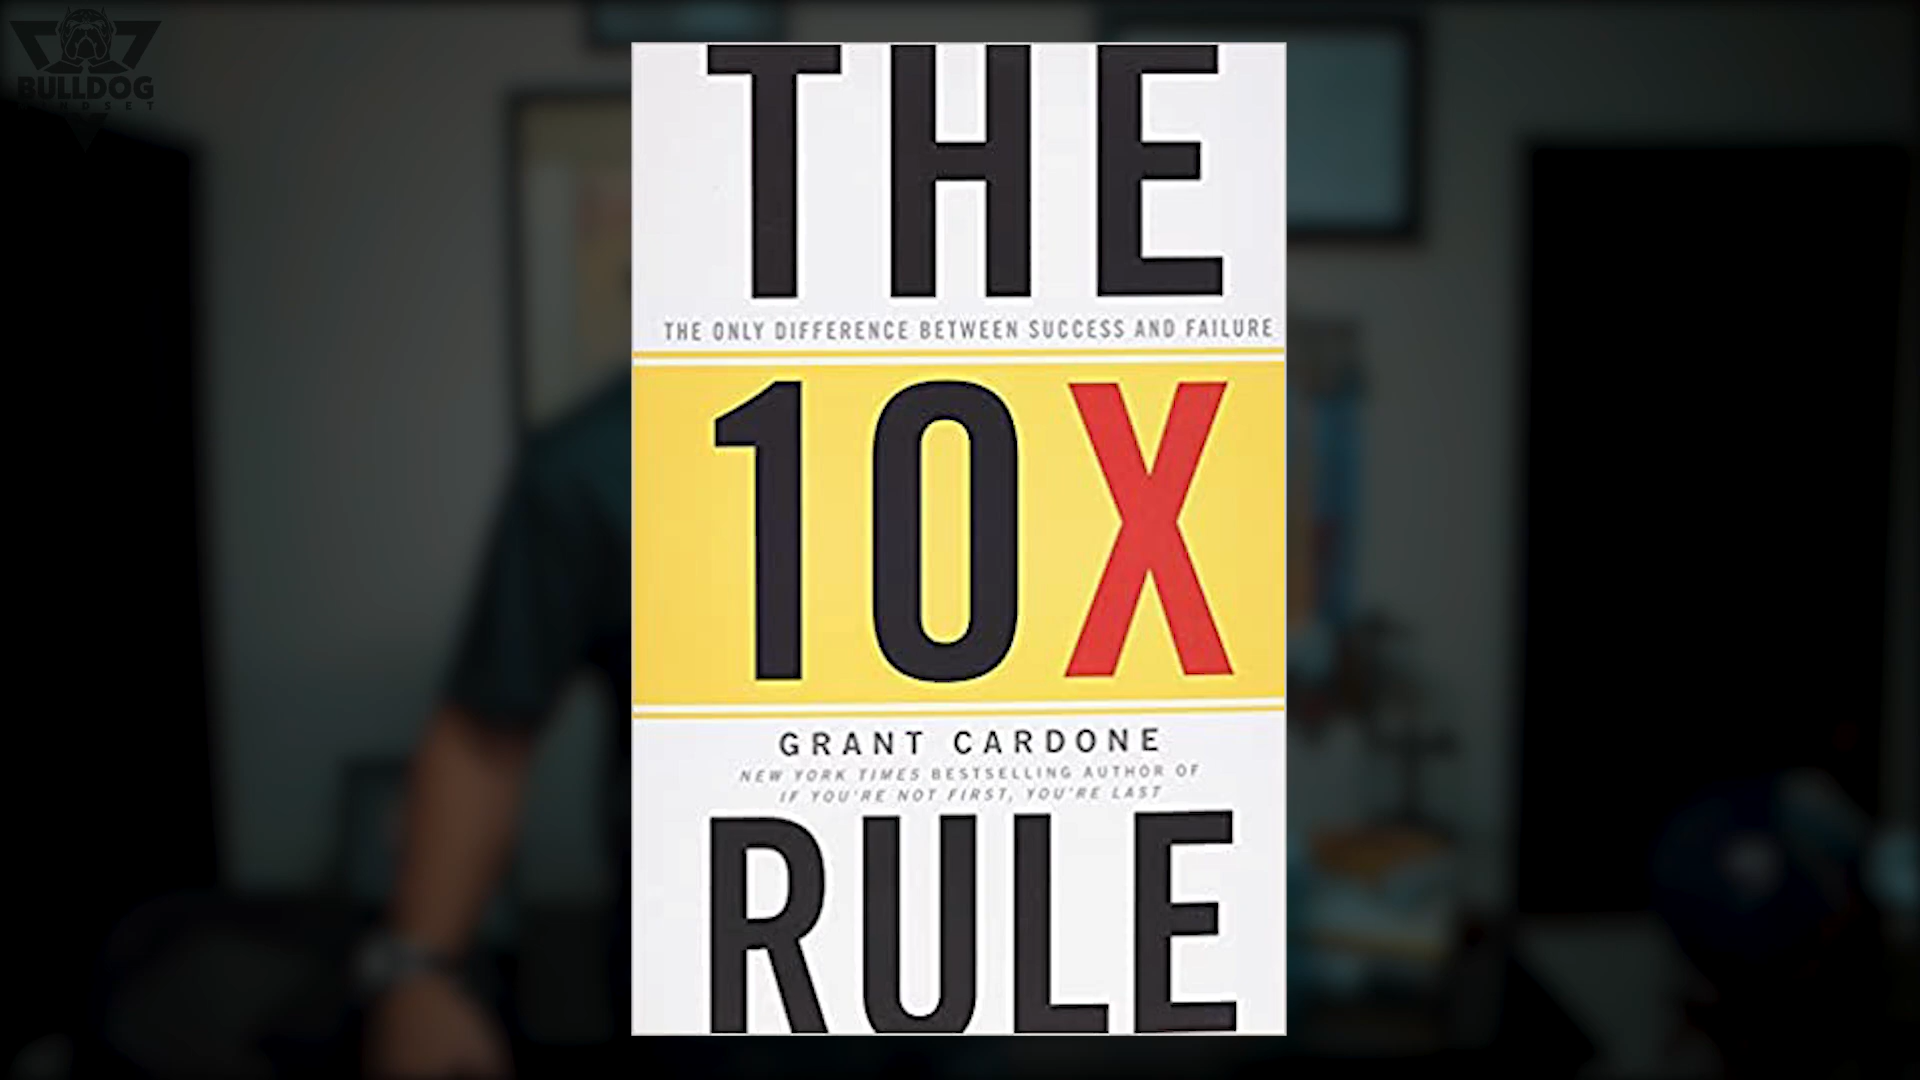 BULLDOG
MINDSET
THE
THE ONLY DIFFERENCE BETWEEN SUCCESS AND FAILURE
10X
GRANT CARDONE
NEW YORK TIMES BESTSELLING AUTHOR OF
IF YOU'RE NOT FIRST, YOU'RE LAST
RULE